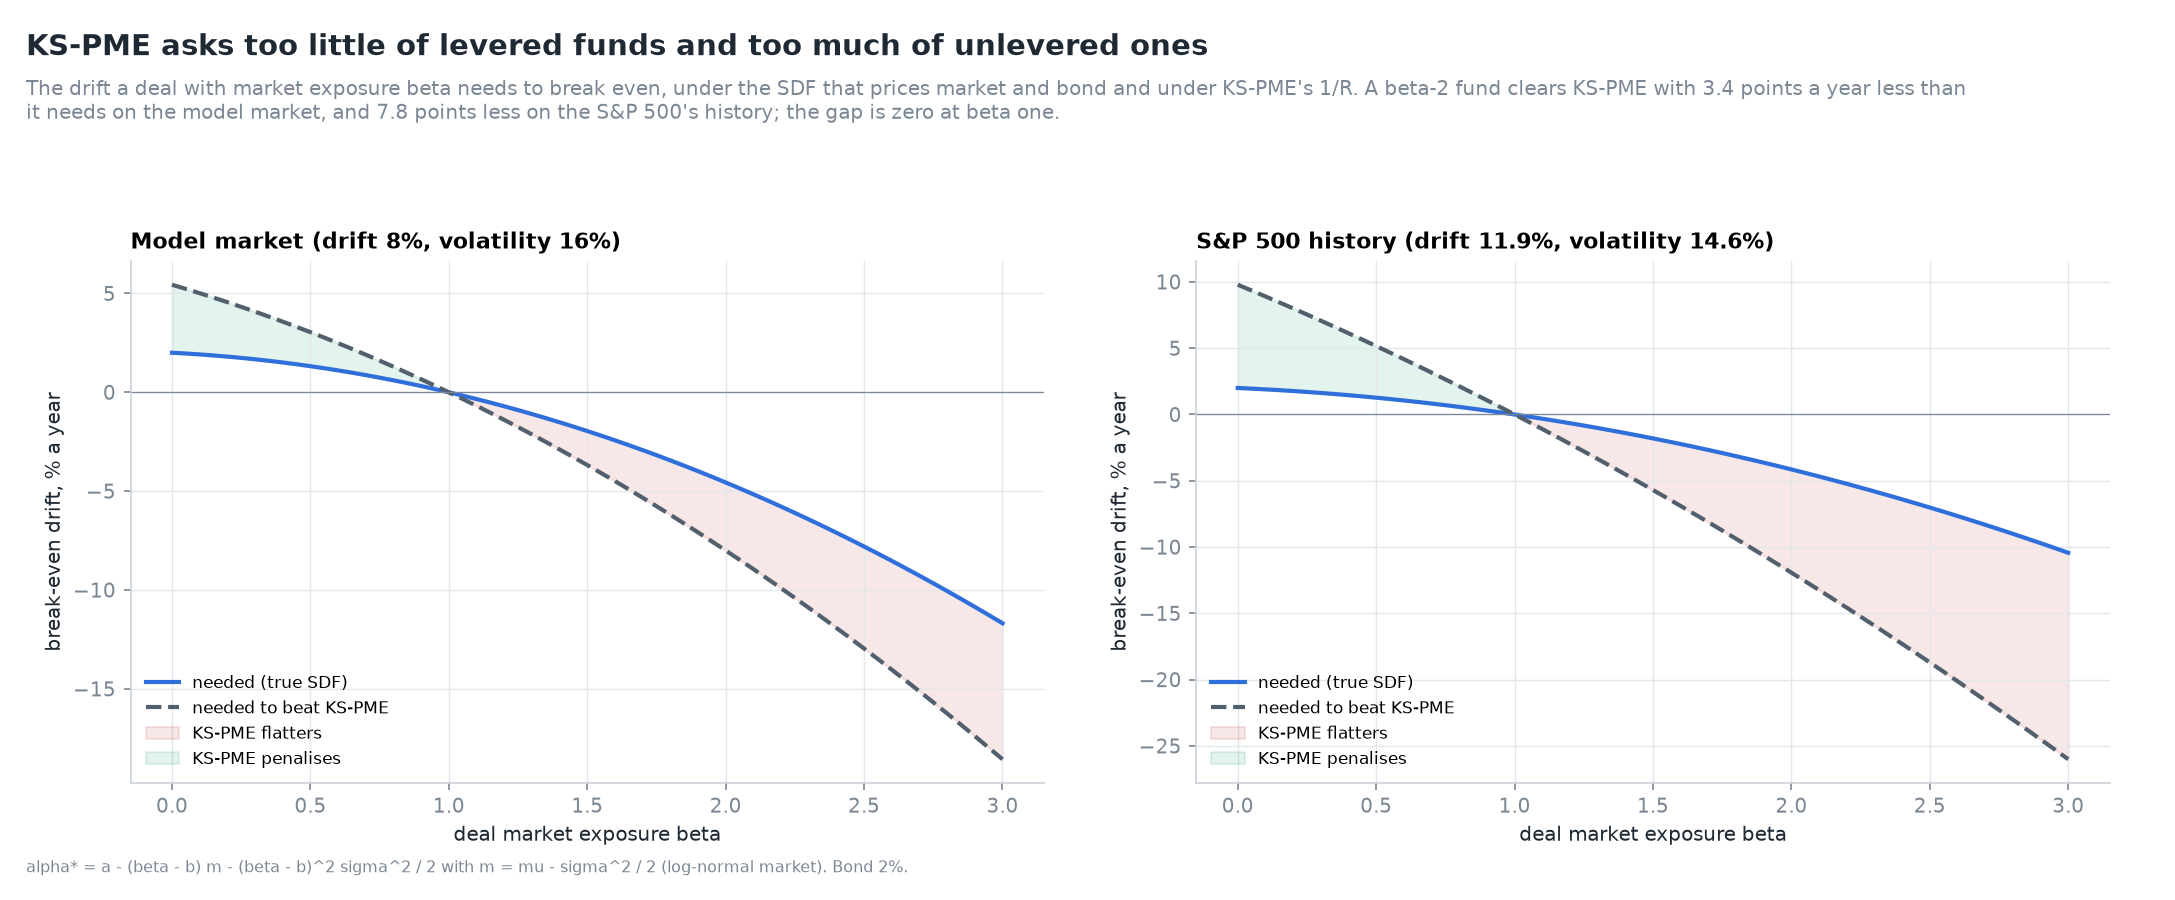 KS-PME asks too little of levered funds and too much of unlevered ones
The drift a deal with market exposure beta needs to break even, under the SDF that prices market and bond and under KS-PME's 1/R. A beta-2 fund clears KS-PME with 3.4 points a year less than
it needs on the model market, and 7.8 points less on the S&P 500's history; the gap is zero at beta one.
Model market (drift 8%, volatility 16%)
break-even drift, % a year
5
0
−5
−10
−15
needed (true SDF)
needed to beat KS-PME
KS-PME flatters
KS-PME penalises
0.0 0.5 1.0 1.5 2.0 2.5 3.0
deal market exposure beta
S&P 500 history (drift 11.9%, volatility 14.6%)
break-even drift, % a year
10
5
0
−5
−10
−15
−20
−25
needed (true SDF)
needed to beat KS-PME
KS-PME flatters
KS-PME penalises
0.0 0.5 1.0 1.5 2.0 2.5 3.0
deal market exposure beta
alpha* = a - (beta - b) m - (beta - b)^2 sigma^2 / 2 with m = mu - sigma^2 / 2 (log-normal market). Bond 2%.